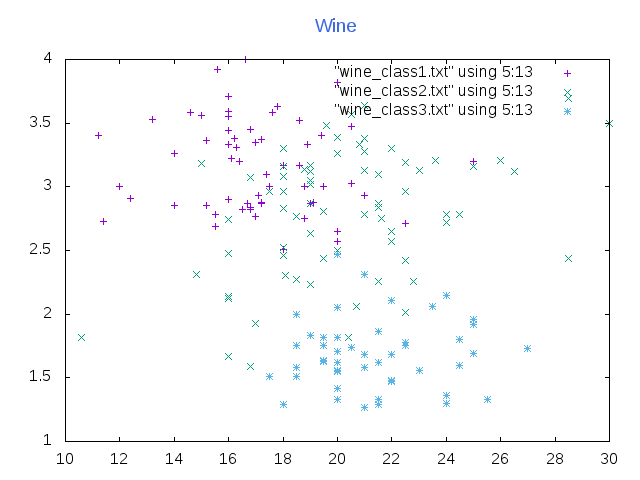 Wine
4
3.5
3
2.5
2
1.5
1
"wine_class1.txt" using 5:13
"wine_class2.txt" using 5:13
"wine_class3.txt" using 5:13
10 12 14 16 18 20 22 24 26 28 30